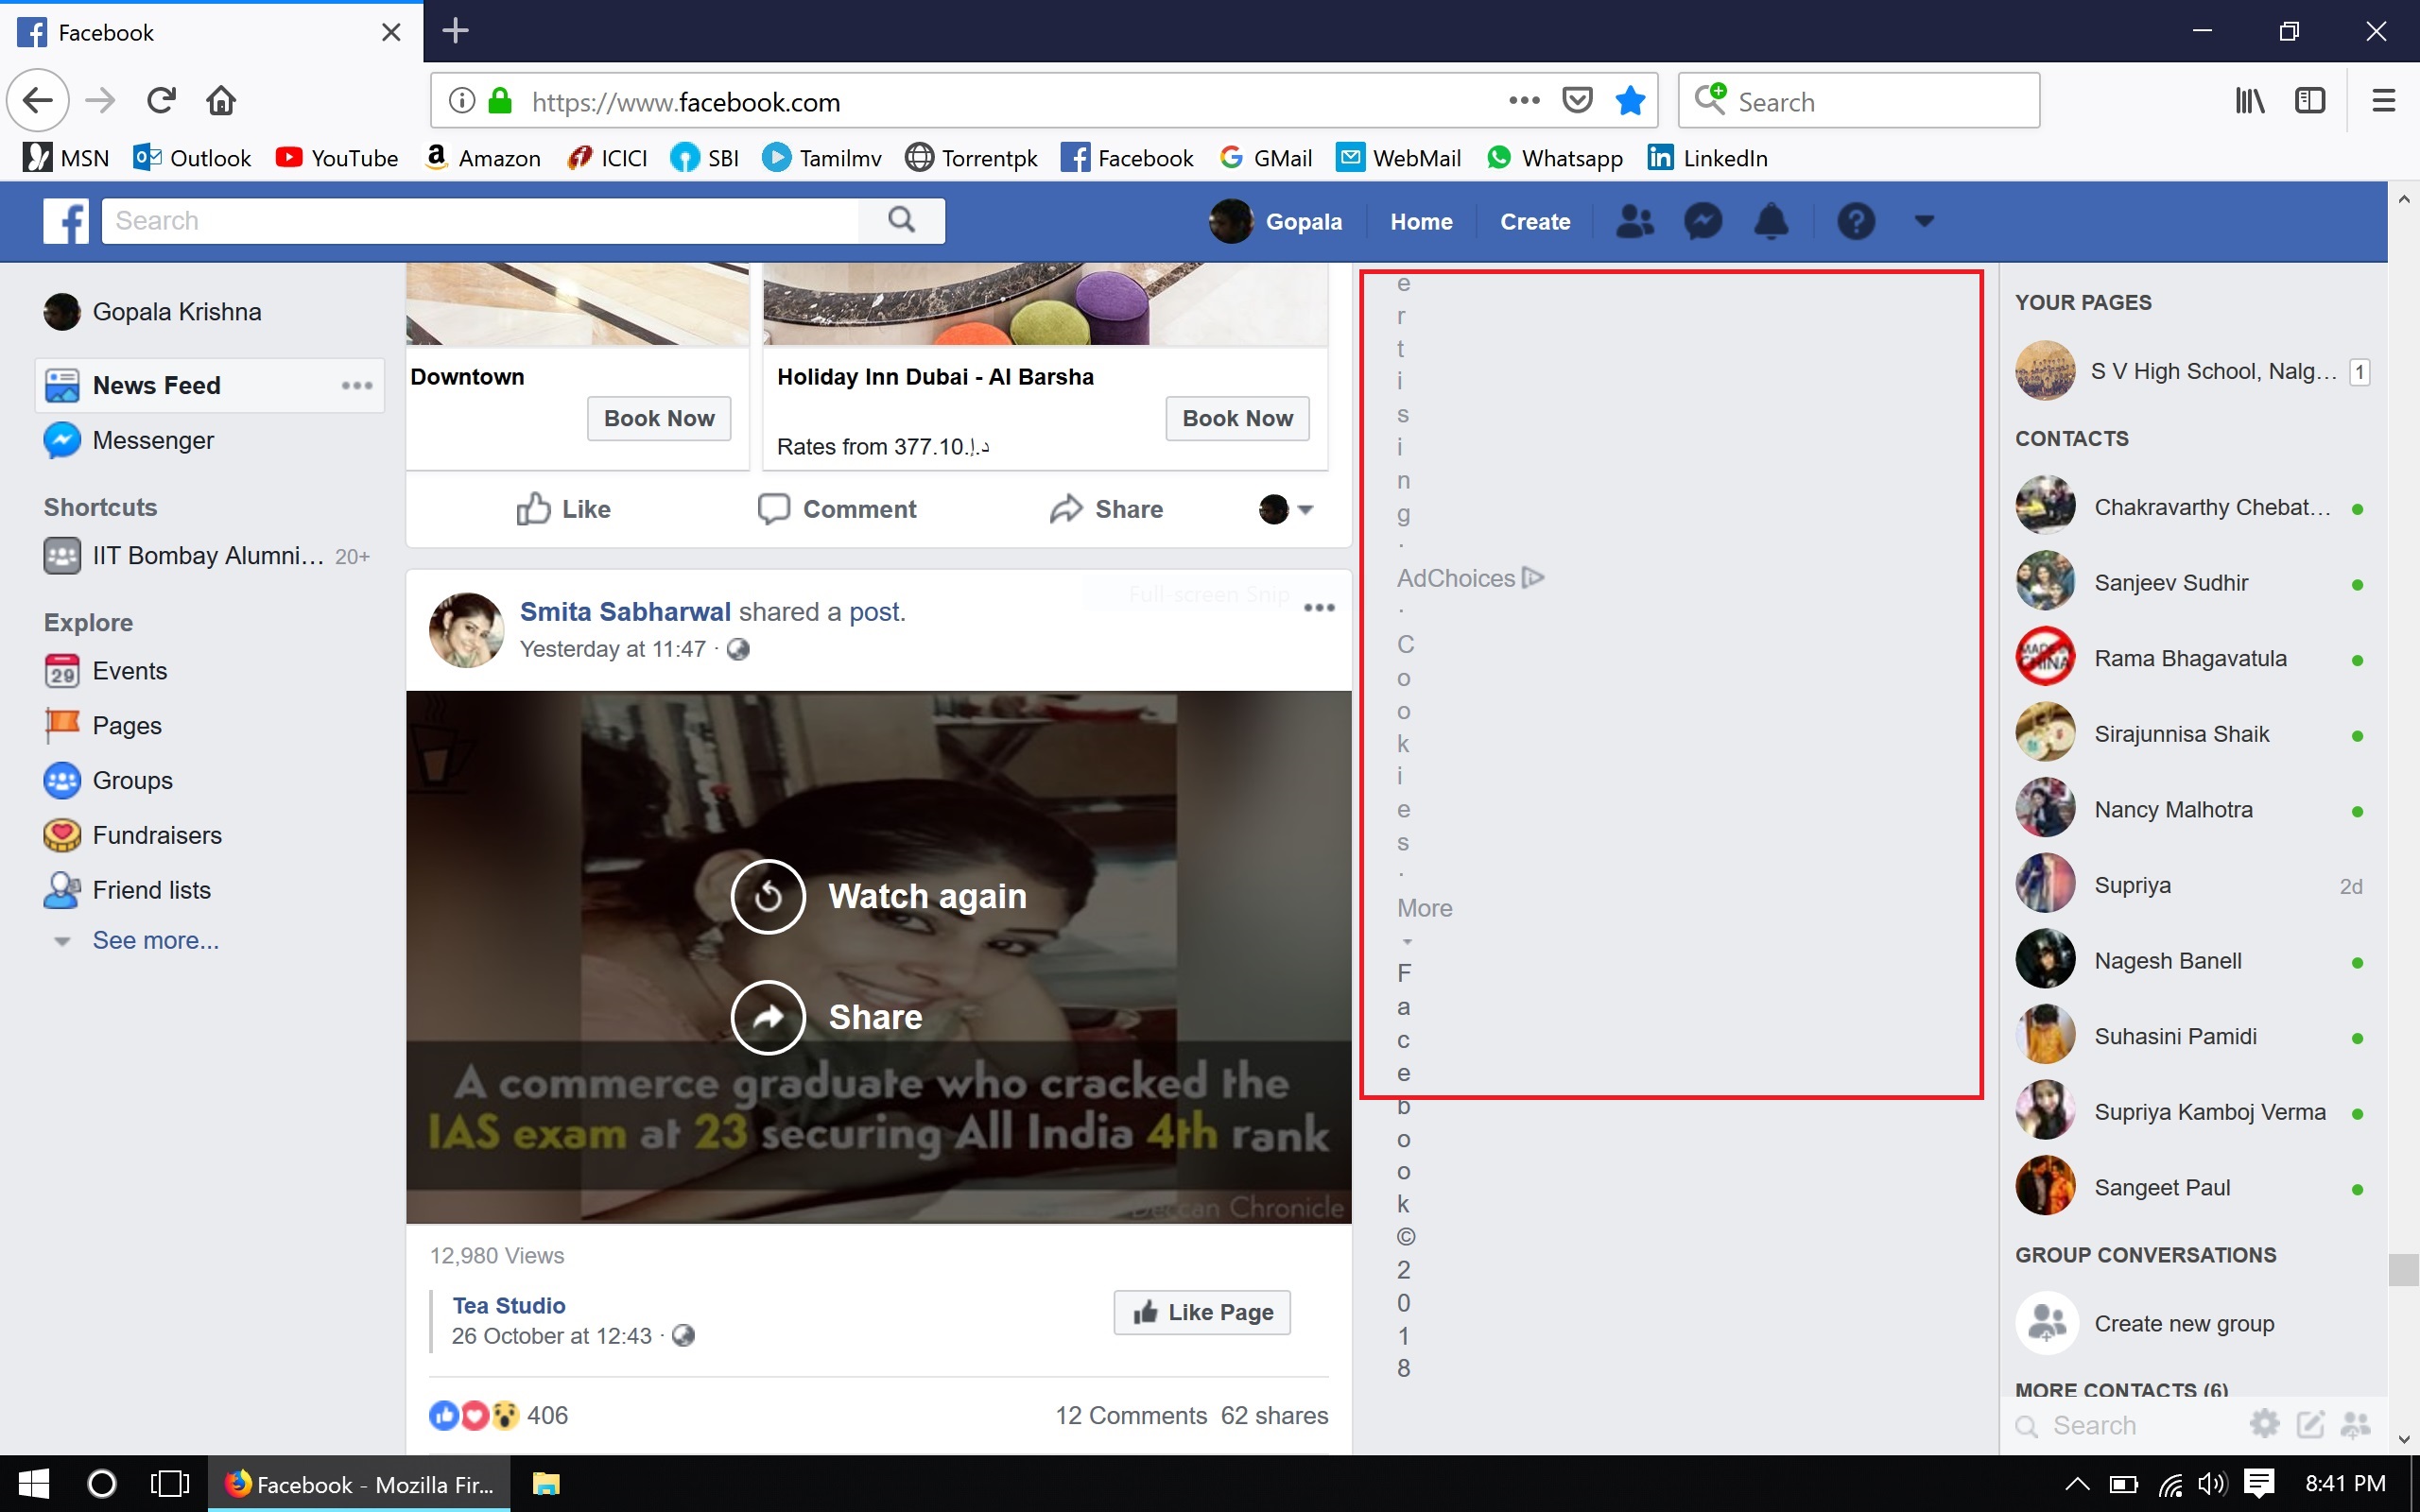 Facebook
https://www.facebook.com
Search
MSN
Outlook
YouTube
Amazon
ICICI
SBI
Tamilmv
Torrentpk
Facebook
GMail
WebMail
Whatsapp
LinkedIn
Search
Gopala
Home
Create
Gopala Krishna
News Feed
Messenger
Shortcuts
IIT Bombay Alumni... 20+
Explore
29
Events
Pages
Groups
Fundraisers
Friend lists
See more...
Downtown
Book Now
Holiday Inn Dubai - Al Barsha
Book Now
Rates from 377.10.د.إ
Like
Comment
Share
Full-screen Snip
Smita Sabharwal shared a post.
Yesterday at 11:47 ·
Watch again
Share
A commerce graduate who cracked the
IAS exam at 23 securing All India 4th rank
Deccan Chronicle
12,980 Views
Tea Studio
26 October at 12:43 ·
Like Page
406
12 Comments 62 shares
e
r
t
i
s
i
n
g
·
AdChoices
·
C
o
o
k
i
e
s
·
More
F
a
c
e
b
o
o
k
©
2
0
1
8
YOUR PAGES
S V High School, Nalg... 1
CONTACTS
Chakravarthy Chebat...
Sanjeev Sudhir
MADE IN
CHINA
Rama Bhagavatula
Sirajunnisa Shaik
Nancy Malhotra
Supriya 2d
Nagesh Banell
Suhasini Pamidi
Supriya Kamboj Verma
Sangeet Paul
GROUP CONVERSATIONS
Create new group
MORE CONTACTS (6)
Search
Facebook - Mozilla Fir...
8:41 PM